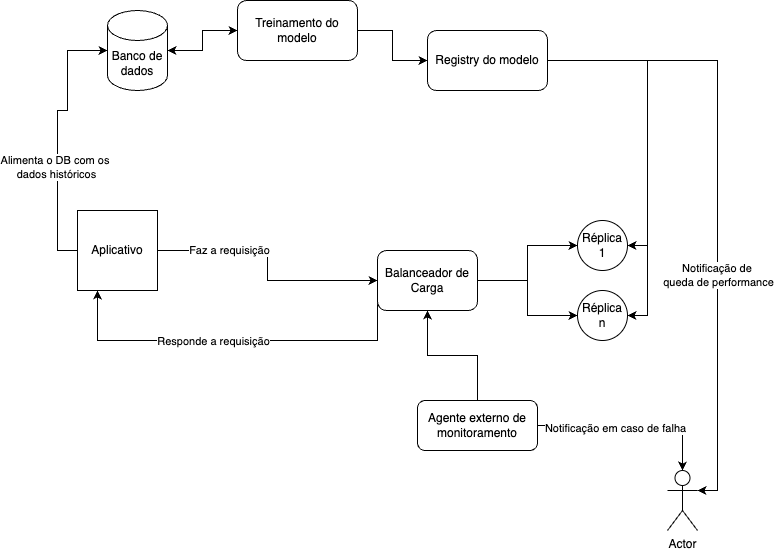 Treinamento do
modelo
Banco de
dados
Registry do modelo
Alimenta o DB com os
dados históricos
Aplicativo
Faz a requisição
Balanceador de
Carga
Réplica
1
Réplica
n
Notificação de
queda de performance
Responde a requisição
Agente externo de
monitoramento
Notificação em caso de falha
Actor